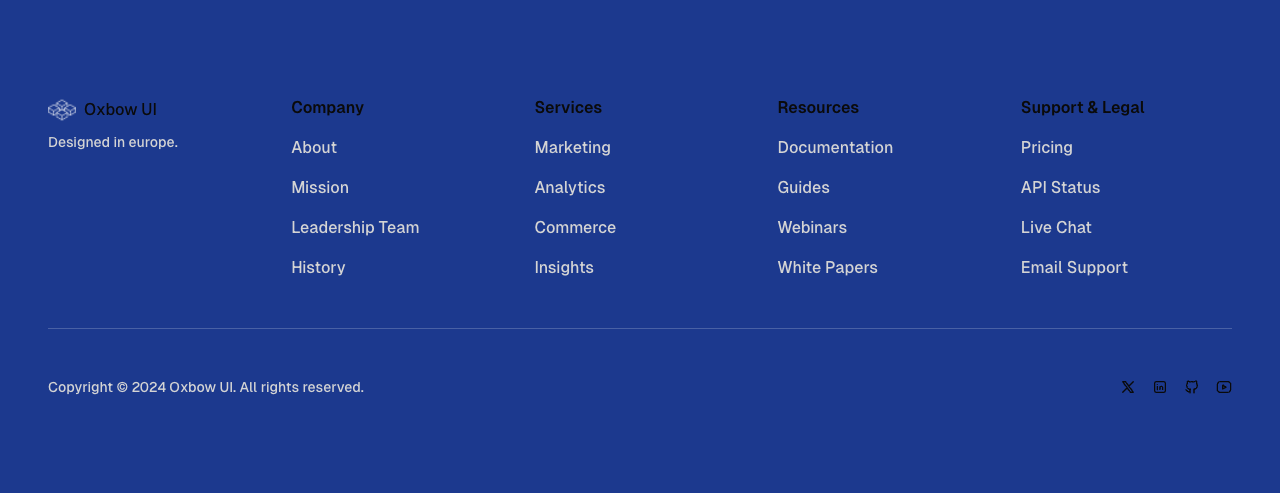 Oxbow UI
Designed in europe.
Company
About
Mission
Leadership Team
History
Services
Marketing
Analytics
Commerce
Insights
Resources
Documentation
Guides
Webinars
White Papers
Support & Legal
Pricing
API Status
Live Chat
Email Support
Copyright © 2024 Oxbow UI. All rights reserved.